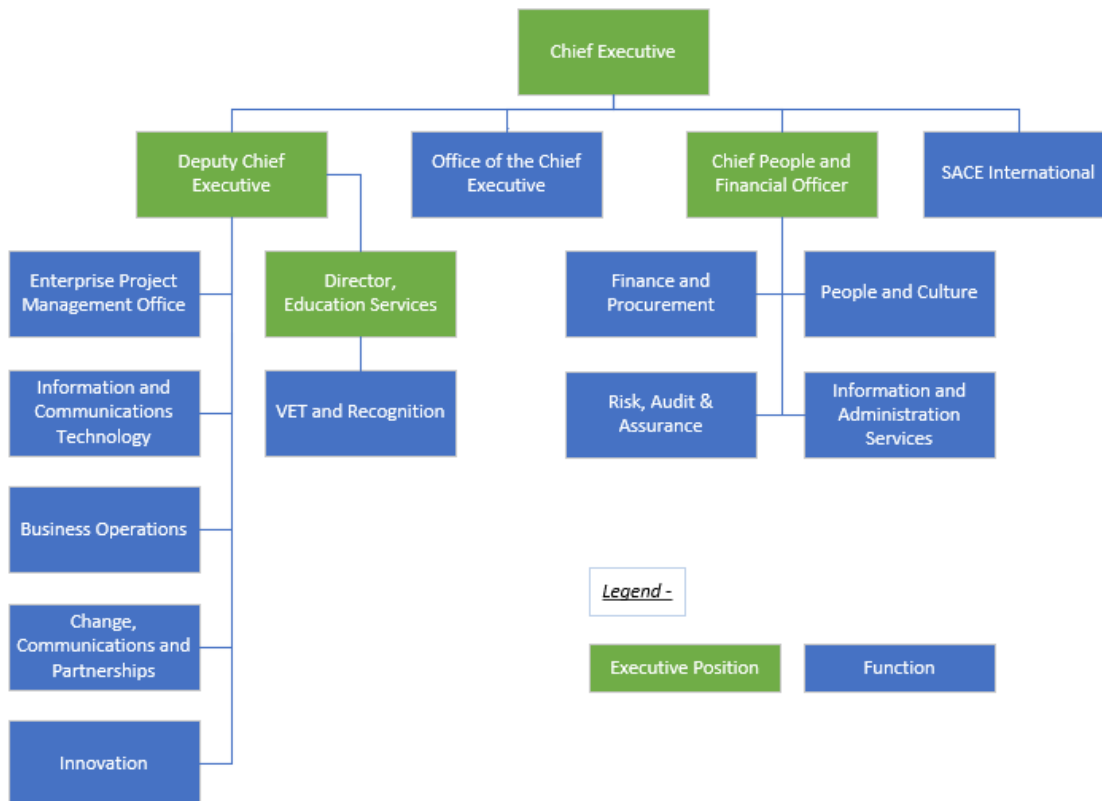 Chief Executive
Deputy Chief
Executive
Office of the Chief
Executive
Chief People and
Financial Officer
SACE International
Enterprise Project
Management Office
Director,
Education Services
Finance and
Procurement
People and Culture
Information and
Communications
Technology
VET and Recognition
Risk, Audit &
Assurance
Information and
Administration
Services
Business Operations
Change,
Communications and
Partnerships
Innovation
Legend -
Executive Position
Function